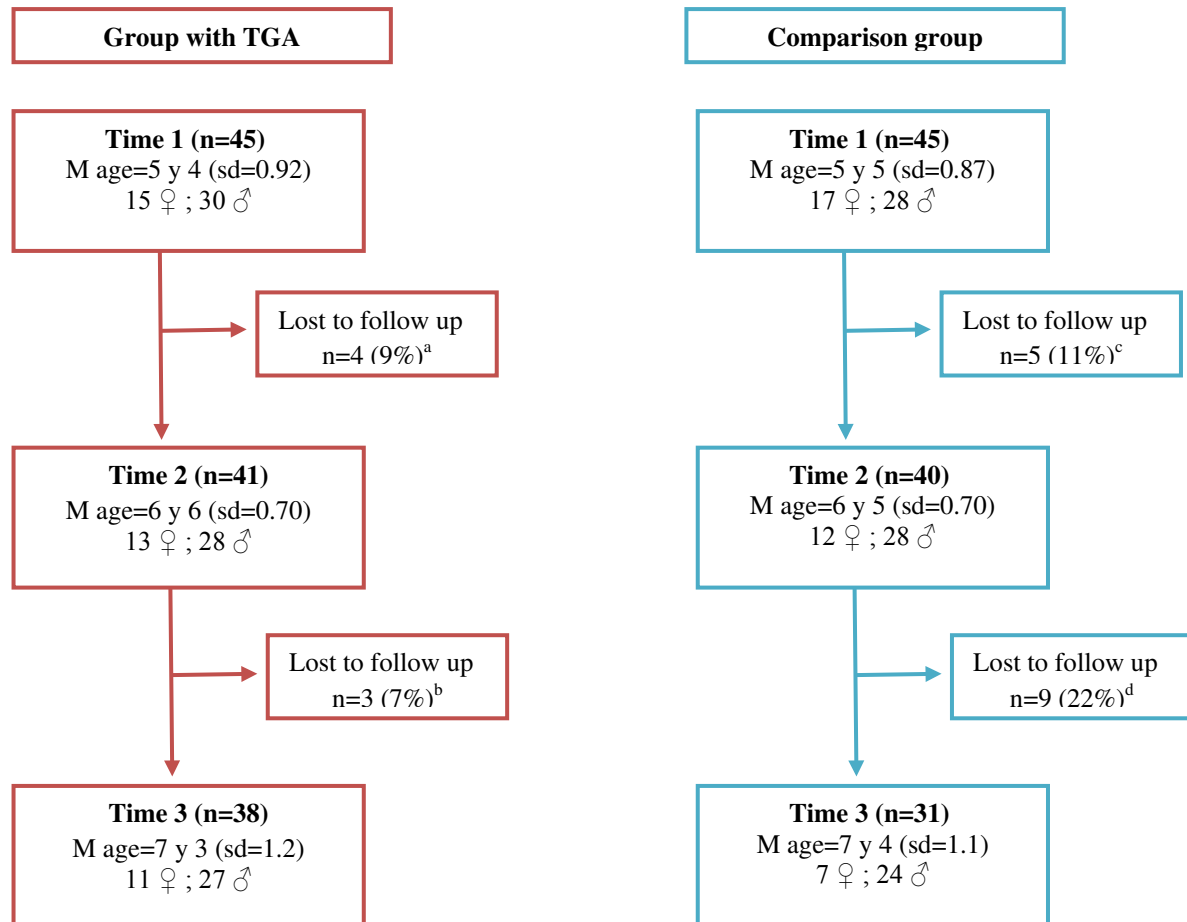 Group with TGA
Comparison group
Time 1 (n=45)
M age=5 y 4 (sd=0.92)
15 ♀ ; 30 ♂
Time 1 (n=45)
M age=5 y 5 (sd=0.87)
17 ♀ ; 28 ♂
Lost to follow up
n=4 (9%)ᵃ
Lost to follow up
n=5 (11%)ᶜ
Time 2 (n=41)
M age=6 y 6 (sd=0.70)
13 ♀ ; 28 ♂
Time 2 (n=40)
M age=6 y 5 (sd=0.70)
12 ♀ ; 28 ♂
Lost to follow up
n=3 (7%)ᵇ
Lost to follow up
n=9 (22%)ᵈ
Time 3 (n=38)
M age=7 y 3 (sd=1.2)
11 ♀ ; 27 ♂
Time 3 (n=31)
M age=7 y 4 (sd=1.1)
7 ♀ ; 24 ♂